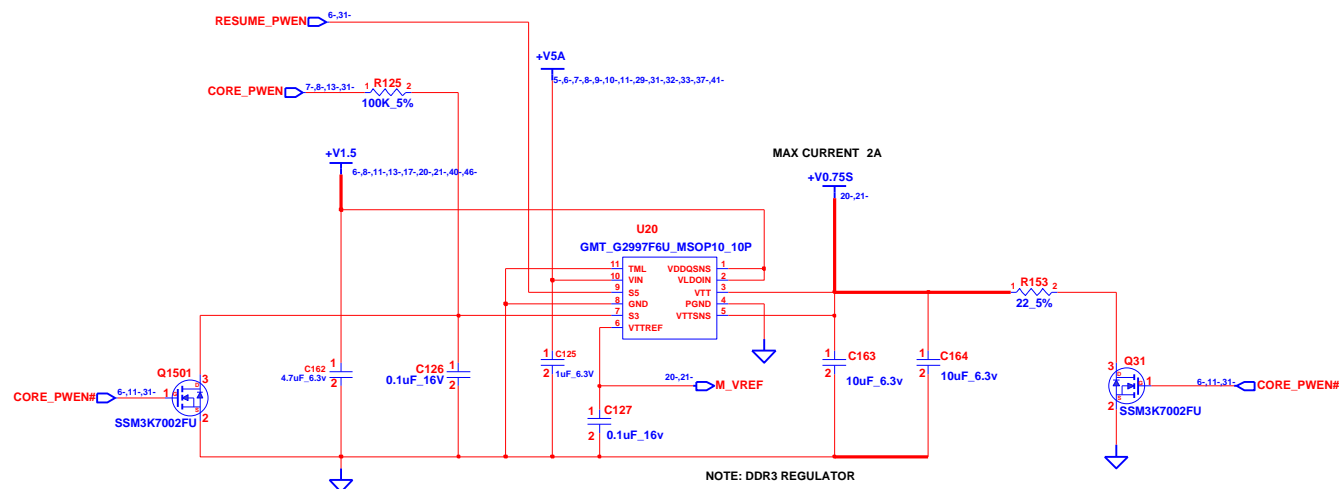 RESUME_PWEN 6-,31-
+V5A
5-,6-,7-,8-,9-,10-,11-,29-,31-,32-,33-,37-,41-
CORE_PWEN 7-,8-,13-,31- 1 R125 2
100K_5%
+V1.5
6-,8-,11-,13-,17-,20-,21-,40-,46-
MAX CURRENT 2A
+V0.75S
20-,21-
U20
GMT_G2997F6U_MSOP10_10P
11 TML VDDQSNS 1
10 VIN VLDOIN 2
9 S5 VTT 3
8 GND PGND 4
7 S3 VTTSNS 5
6 VTTREF
1 R153 2
22_5%
1 C162 2
4.7uF_6.3v
1 C126 2
0.1uF_16V
1 C125 2
1uF_6.3V
1 C163 2
10uF_6.3v
1 C164 2
10uF_6.3v
Q1501
CORE_PWEN# 6-,11-,31- 1 G D S 3 2
SSM3K7002FU
20-,21- M_VREF
1 C127 2
0.1uF_16v
Q31
3 D G S 2 1 6-,11-,31- CORE_PWEN#
SSM3K7002FU
NOTE: DDR3 REGULATOR